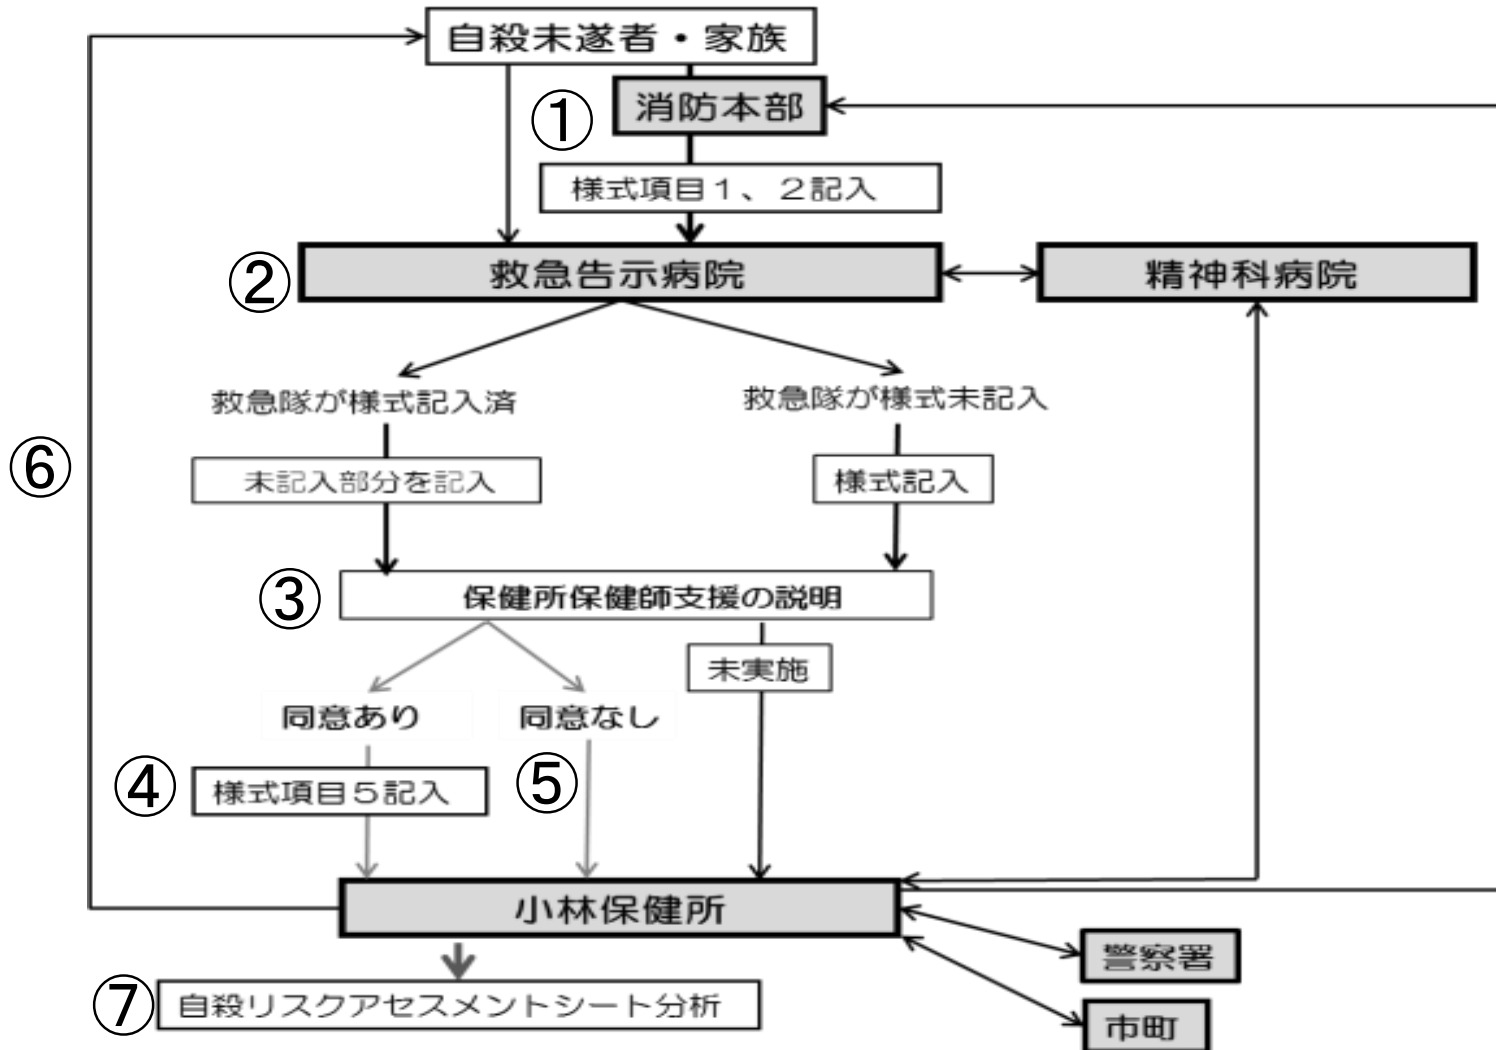 自殺未遂者・家族
①
消防本部
様式項目１、２記入
②
救急告示病院
精神科病院
救急隊が様式記入済
救急隊が様式未記入
⑥
未記入部分を記入
様式記入
③
保健所保健師支援の説明
未実施
同意あり
同意なし
④
様式項目５記入
⑤
小林保健所
警察署
⑦
自殺リスクアセスメントシート分析
市町